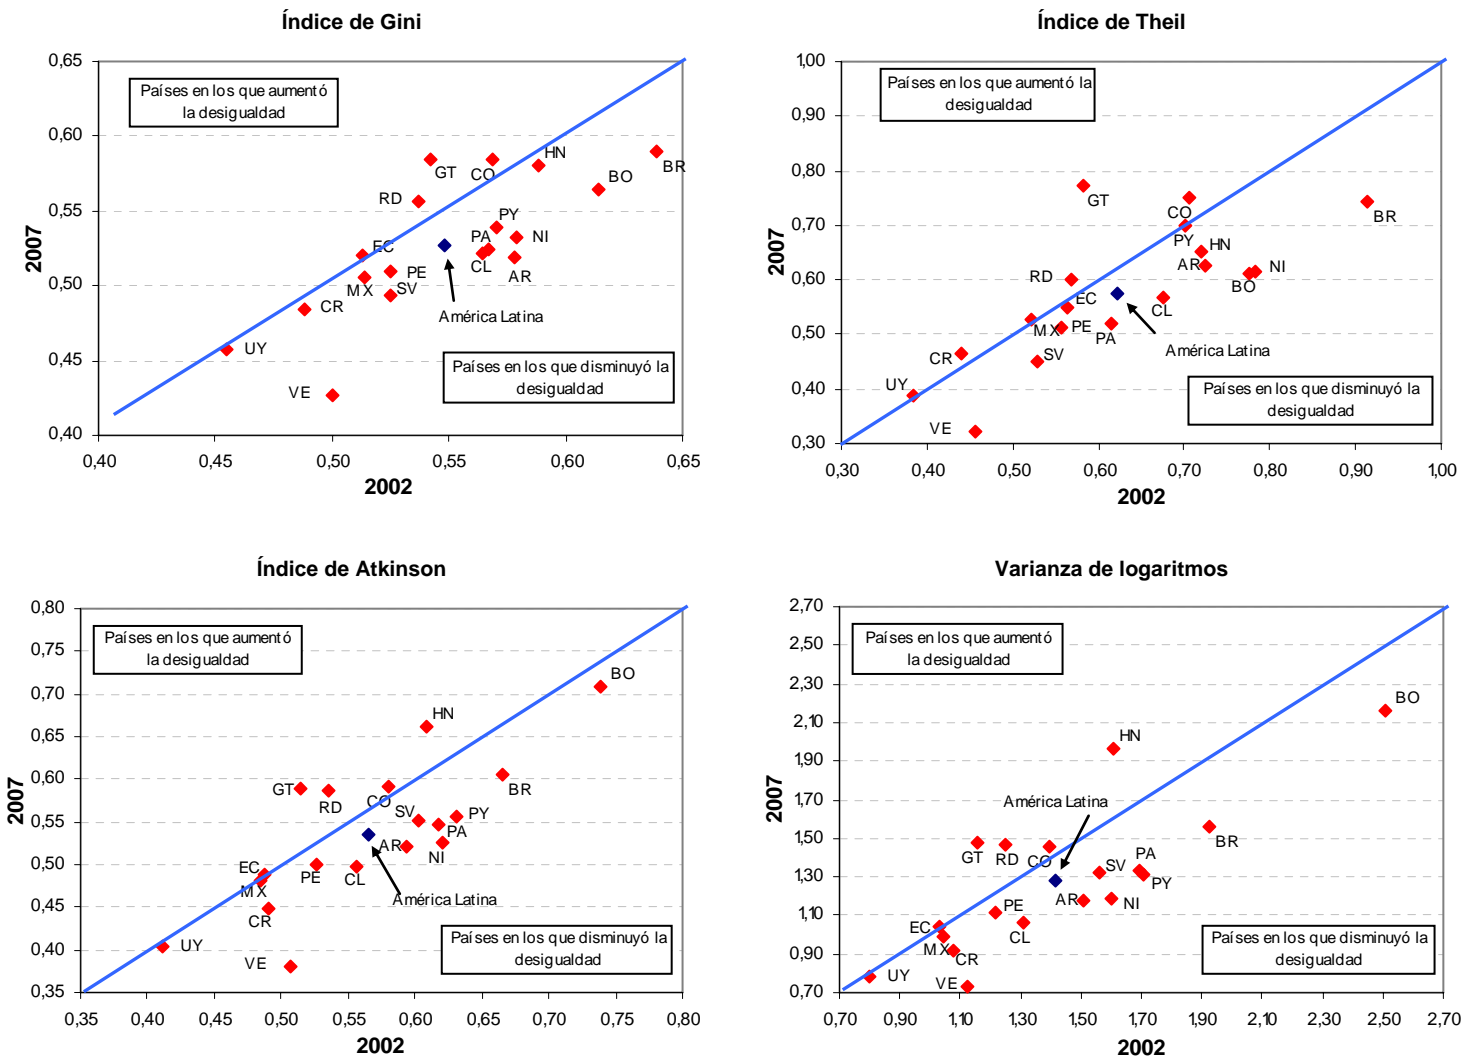 Índice de Gini
0,65
0,60
0,55
0,50
0,45
0,40
2007
Países en los que aumentó
la desigualdad
GT
CO
HN
BR
BO
RD
PY
EC
PA
NI
PE
CL
AR
MX
SV
CR
América Latina
UY
VE
Países en los que disminuyó la
desigualdad
0,40
0,45
0,50
0,55
0,60
0,65
2002
Índice de Theil
1,00
0,90
0,80
0,70
0,60
0,50
0,40
0,30
2007
Países en los que aumentó la
desigualdad
GT
CO
BR
PY
HN
AR
NI
RD
BO
EC
CL
MX
PE
PA
SV
América Latina
CR
UY
VE
Países en los que disminuyó la
desigualdad
0,30
0,40
0,50
0,60
0,70
0,80
0,90
1,00
2002
Índice de Atkinson
0,80
0,75
0,70
0,65
0,60
0,55
0,50
0,45
0,40
0,35
2007
Países en los que aumentó
la desigualdad
BO
HN
GT
RD
CO
BR
SV
PY
PA
AR
NI
EC
PE
CL
MX
América Latina
CR
UY
VE
Países en los que disminuyó la
desigualdad
0,35
0,40
0,45
0,50
0,55
0,60
0,65
0,70
0,75
0,80
2002
Varianza de logaritmos
2,70
2,50
2,30
2,10
1,90
1,70
1,50
1,30
1,10
0,90
0,70
2007
Países en los que aumentó
la desigualdad
BO
HN
América Latina
BR
GT
RD
CO
SV
PA
PY
AR
NI
PE
EC
CL
MX
CR
UY
VE
Países en los que disminuyó la
desigualdad
0,70
0,90
1,10
1,30
1,50
1,70
1,90
2,10
2,30
2,50
2,70
2002